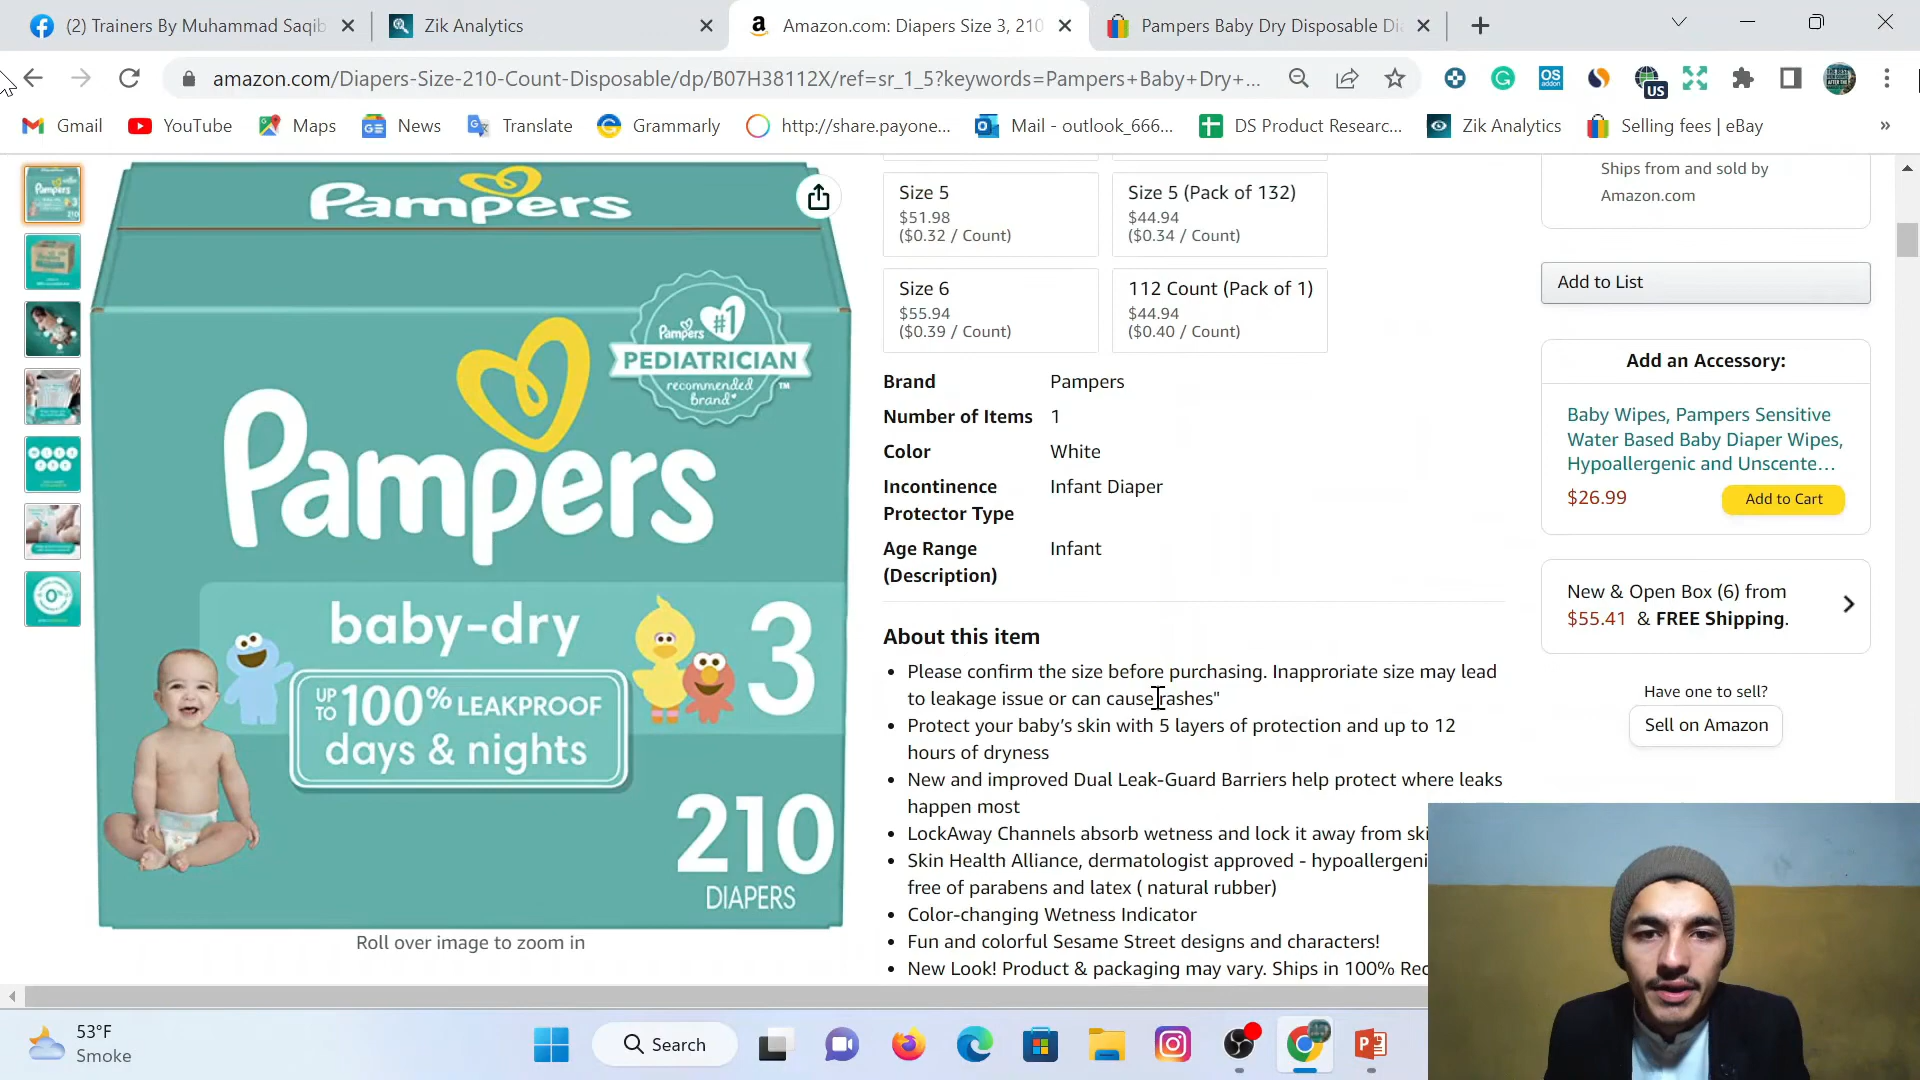 (2) Trainers By Muhammad Saqib
Zik Analytics
Amazon.com: Diapers Size 3, 210
Pampers Baby Dry Disposable Di
amazon.com/Diapers-Size-210-Count-Disposable/dp/B07H38112X/ref=sr_1_5?keywords=Pampers+Baby+Dry+...
OS
addon
US
Gmail
YouTube
Maps
News
Translate
Grammarly
http://share.payone...
Mail - outlook_666...
DS Product Researc...
Zik Analytics
Selling fees | eBay
Pampers
Pampers #1
PEDIATRICIAN
recommended
brand*
Pampers
baby-dry
3
UP TO 100% LEAKPROOF
days & nights
210
DIAPERS
Roll over image to zoom in
Size 5
$51.98
($0.32 / Count)
Size 5 (Pack of 132)
$44.94
($0.34 / Count)
Size 6
$55.94
($0.39 / Count)
112 Count (Pack of 1)
$44.94
($0.40 / Count)
Brand Pampers
Number of Items 1
Color White
Incontinence Infant Diaper
Protector Type
Age Range Infant
(Description)
About this item
Please confirm the size before purchasing. Inapproriate size may lead
to leakage issue or can cause rashes"
Protect your baby's skin with 5 layers of protection and up to 12
hours of dryness
New and improved Dual Leak-Guard Barriers help protect where leaks
happen most
LockAway Channels absorb wetness and lock it away from ski
Skin Health Alliance, dermatologist approved - hypoallergeni
free of parabens and latex ( natural rubber)
Color-changing Wetness Indicator
Fun and colorful Sesame Street designs and characters!
New Look! Product & packaging may vary. Ships in 100% Rec
Ships from and sold by
Amazon.com
Add to List
Add an Accessory:
Baby Wipes, Pampers Sensitive
Water Based Baby Diaper Wipes,
Hypoallergenic and Unscente...
$26.99
Add to Cart
New & Open Box (6) from
$55.41 & FREE Shipping.
Have one to sell?
Sell on Amazon
53°F
Smoke
Search